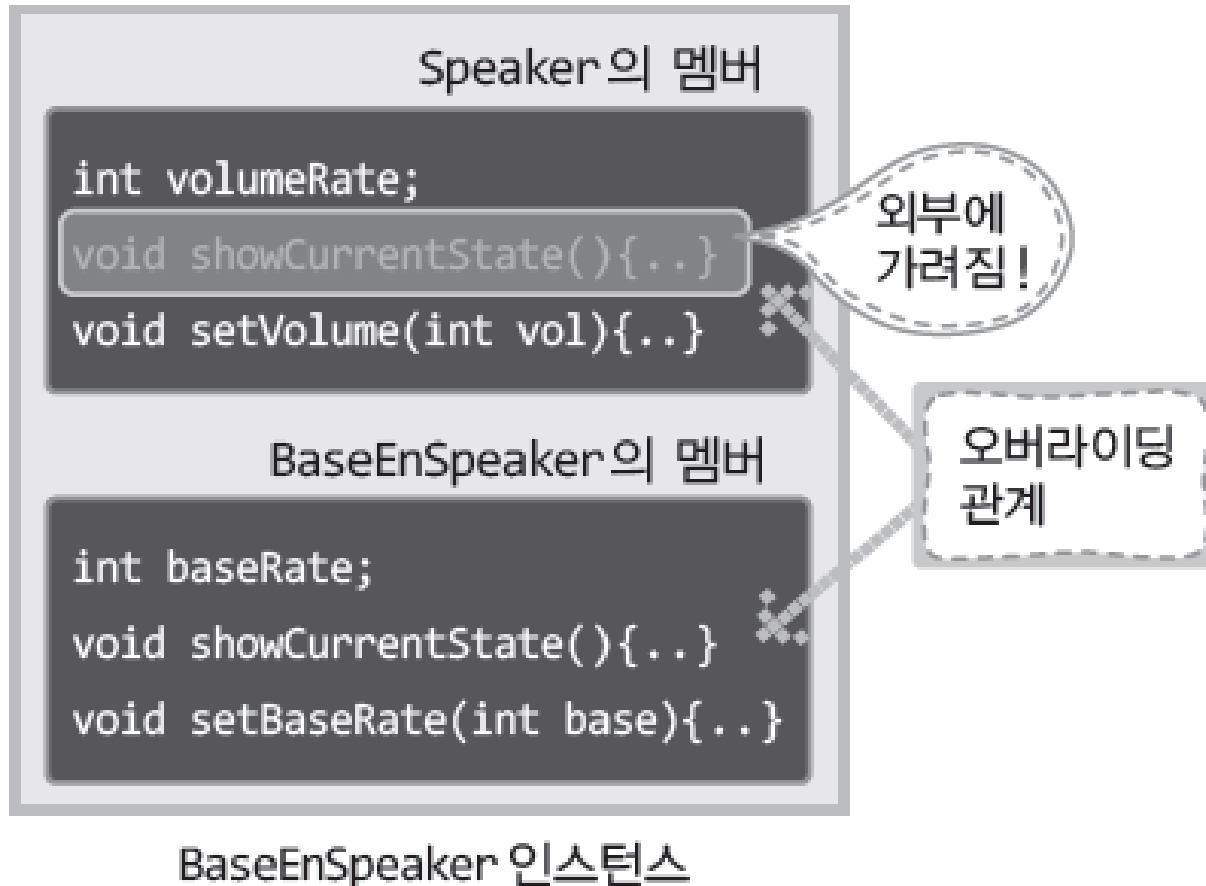 Speaker의 멤버
int volumeRate;
void showCurrentState(){..}
void setVolume(int vol){..}
외부에
가려짐!
오버라이딩
관계
BaseEnSpeaker의 멤버
int baseRate;
void showCurrentState(){..}
void setBaseRate(int base){..}
BaseEnSpeaker 인스턴스